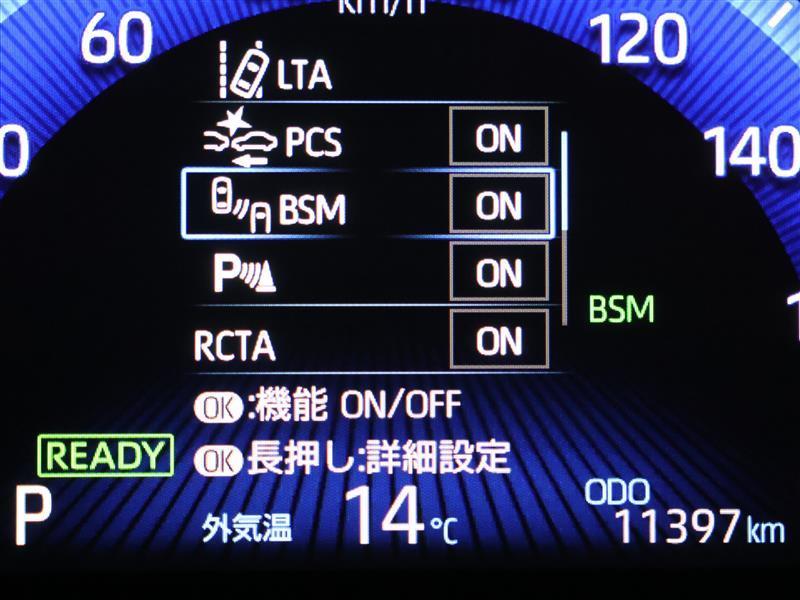 km/h
60
120
LTA
0
PCS ON
140
BSM ON
P ON
BSM
RCTA ON
OK:機能 ON/OFF
READY
OK長押し:詳細設定
P
外気温 14℃
ODO
11397km